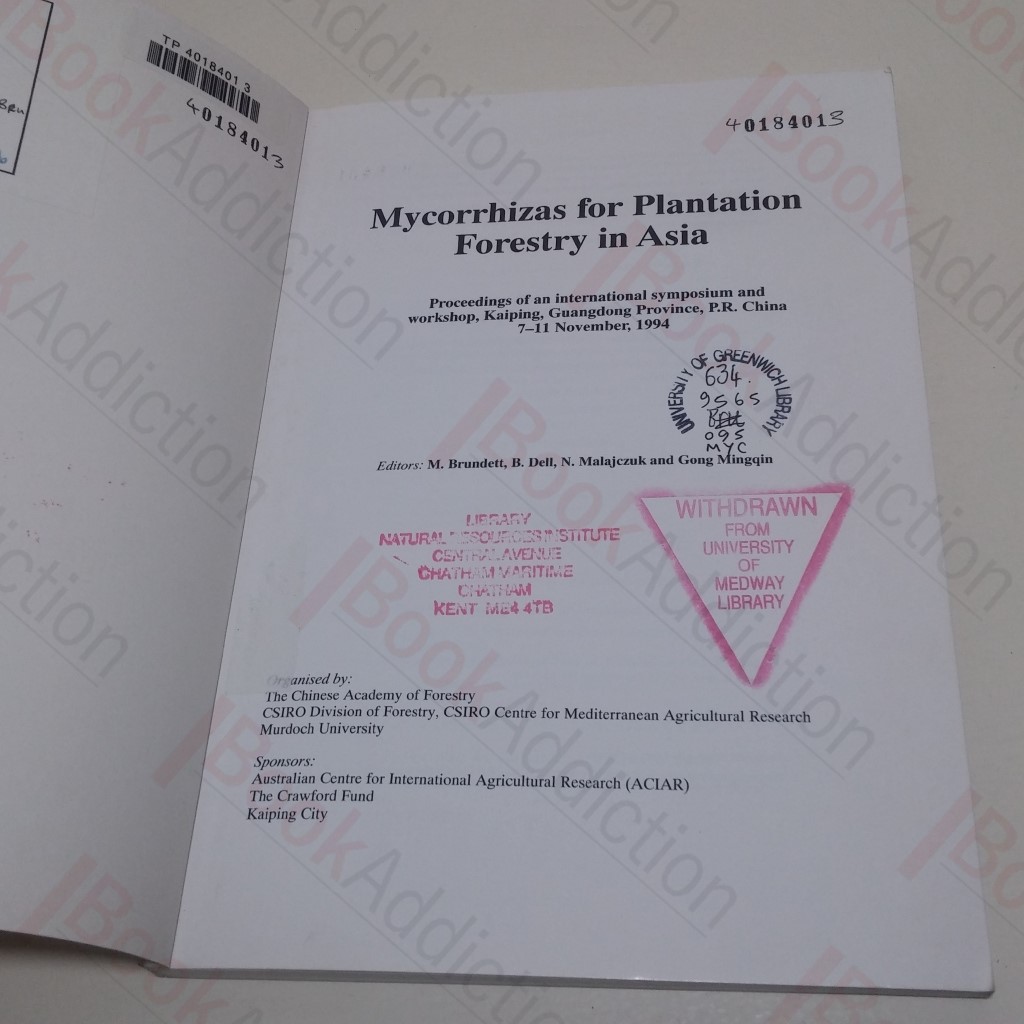 BRU
TP 4018401 3
40184013
40184013
Mycorrhizas for Plantation
Forestry in Asia
Proceedings of an international symposium and
workshop, Kaiping, Guangdong Province, P.R. China
7–11 November, 1994
UNIVERSITY OF GREENWICH LIBRARY
634.
9565
095
MYC
Editors: M. Brundett, B. Dell, N. Malajczuk and Gong Mingqin
LIBRARY
NATURAL RESOURCES INSTITUTE
CENTRAL AVENUE
CHATHAM MARITIME
CHATHAM
KENT ME4 4TB
WITHDRAWN
FROM
UNIVERSITY
OF
MEDWAY
LIBRARY
Organised by:
The Chinese Academy of Forestry
CSIRO Division of Forestry, CSIRO Centre for Mediterranean Agricultural Research
Murdoch University
Sponsors:
Australian Centre for International Agricultural Research (ACIAR)
The Crawford Fund
Kaiping City
iBookAddiction